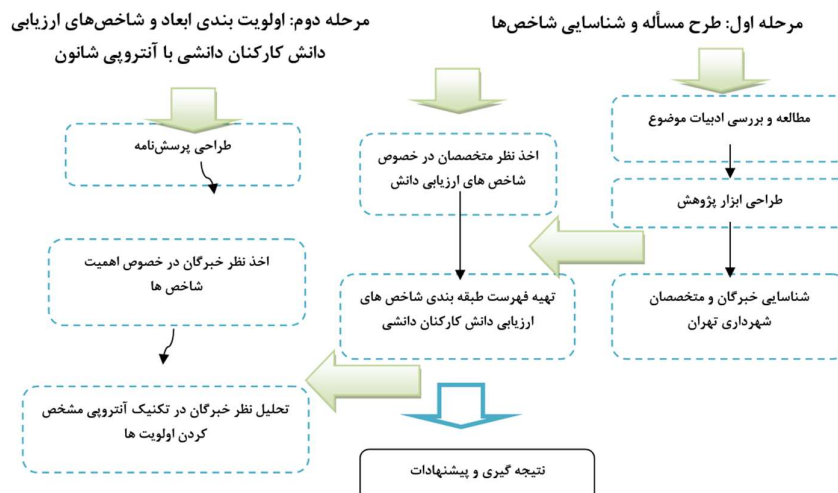 مرحله اول: طرح مسأله و شناسایی شاخص‌ها
مطالعه و بررسی ادبیات موضوع
طراحی ابزار پژوهش
شناسایی خبرگان و متخصصان
شهرداری تهران
اخذ نظر متخصصان در خصوص
شاخص های ارزیابی دانش
تهیه فهرست طبقه بندی شاخص های
ارزیابی دانش کارکنان دانشی
مرحله دوم: اولویت بندی ابعاد و شاخص‌های ارزیابی
دانش کارکنان دانشی با آنتروپی شانون
طراحی پرسش‌نامه
اخذ نظر خبرگان در خصوص اهمیت
شاخص ها
تحلیل نظر خبرگان در تکنیک آنتروپی مشخص
کردن اولویت ها
نتیجه گیری و پیشنهادات